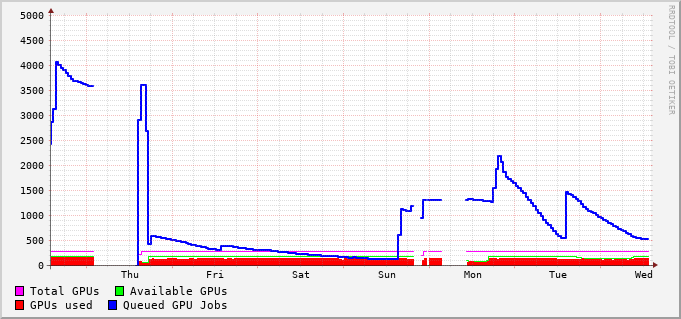 5000
4500
4000
3500
3000
2500
2000
1500
1000
500
0
Thu Fri Sat Sun Mon Tue Wed
Total GPUs Available GPUs
GPUs used Queued GPU Jobs
RRDTOOL / TOBI OETIKER